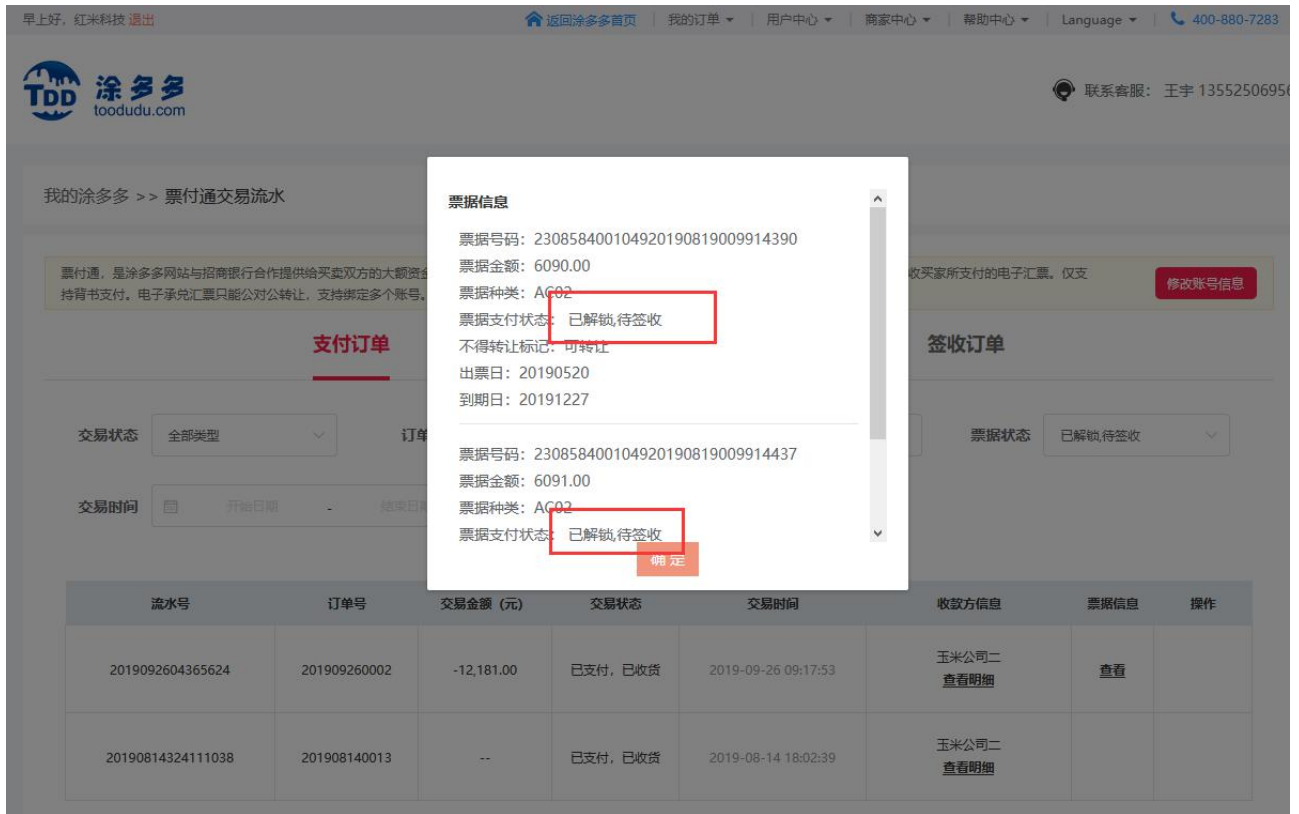 早上好，红米科技 退出
返回涂多多首页
我的订单
用户中心
商家中心
帮助中心
Language
400-880-7283
TDD
涂多多
toodudu.com
联系客服： 王宇 13552506956
我的涂多多 >> 票付通交易流水
票付通，是涂多多网站与招商银行合作提供给买卖双方的大额资金
收买家所支付的电子汇票。仅支
持背书支付。电子承兑汇票只能公对公转让，支持绑定多个账号。
修改账号信息
支付订单
签收订单
交易状态
全部类型
订单
票据状态
已解锁,待签收
交易时间
开始日期
-
结束日期
票据信息
票据号码：230858400104920190819009914390
票据金额：6090.00
票据种类：AC02
票据支付状态： 已解锁,待签收
不得转让标记：可转让
出票日：20190520
到期日：20191227
票据号码：230858400104920190819009914437
票据金额：6091.00
票据种类：AC02
票据支付状态： 已解锁,待签收
确定
流水号 订单号 交易金额（元） 交易状态 交易时间 收款方信息 票据信息 操作
2019092604365624 201909260002 -12,181.00 已支付，已收货 2019-09-26 09:17:53 玉米公司二 查看
查看明细
20190814324111038 201908140013 -- 已支付，已收货 2019-08-14 18:02:39 玉米公司二
查看明细